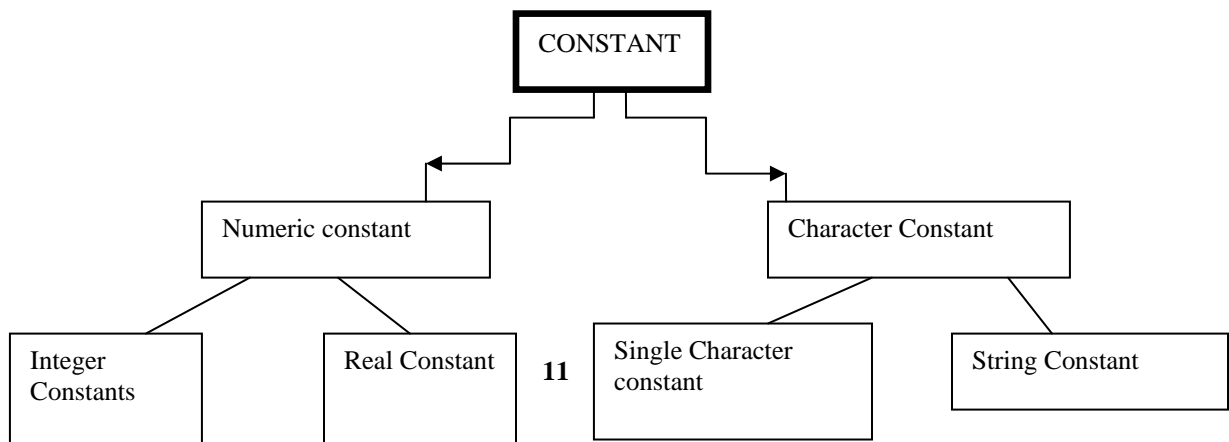 CONSTANT
Numeric constant
Character Constant
Integer
Constants
Real Constant
11
Single Character
constant
String Constant